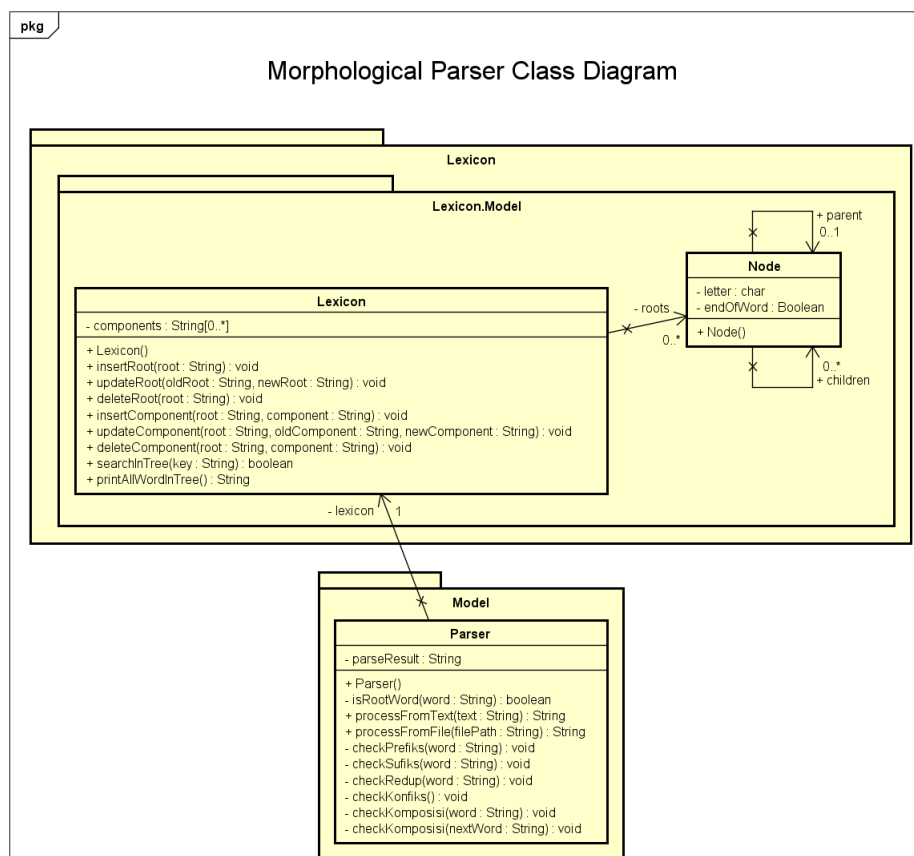 pkg
Morphological Parser Class Diagram
Lexicon
Lexicon.Model
+ parent
0..1
Node
- letter : char
- endOfWord : Boolean
+ Node()
0..*
+ children
- roots
0..*
Lexicon
- components : String[0..*]
+ Lexicon()
+ insertRoot(root : String) : void
+ updateRoot(oldRoot : String, newRoot : String) : void
+ deleteRoot(root : String) : void
+ insertComponent(root : String, component : String) : void
+ updateComponent(root : String, oldComponent : String, newComponent : String) : void
+ deleteComponent(root : String, component : String) : void
+ searchInTree(key : String) : boolean
+ printAllWordInTree() : String
- lexicon 1
Model
Parser
- parseResult : String
+ Parser()
- isRootWord(word : String) : boolean
+ processFromText(text : String) : String
+ processFromFile(filePath : String) : String
- checkPrefiks(word : String) : void
- checkSufiks(word : String) : void
- checkRedup(word : String) : void
- checkKonfiks() : void
- checkKomposisi(word : String) : void
- checkKomposisi(nextWord : String) : void